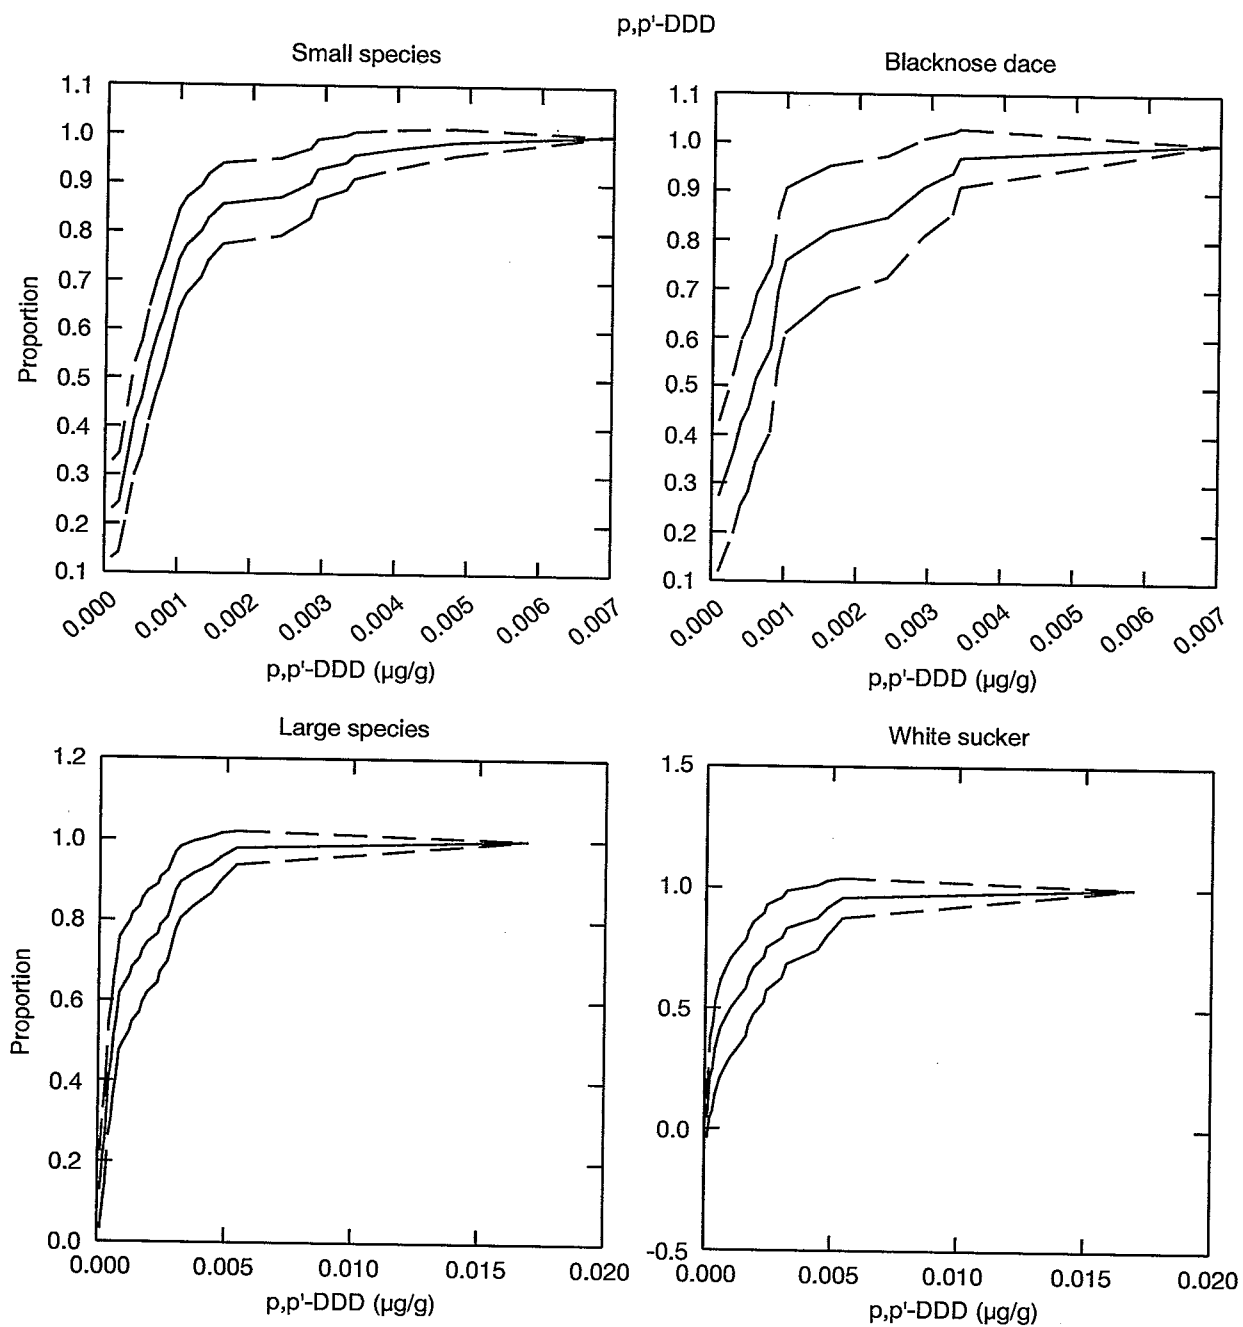 p,p'-DDD
Small species
1.1
1.0
0.9
0.8
0.7
0.6
0.5
0.4
0.3
0.2
0.1
Proportion
0.000 0.001 0.002 0.003 0.004 0.005 0.006 0.007
p,p'-DDD (µg/g)
Blacknose dace
1.1
1.0
0.9
0.8
0.7
0.6
0.5
0.4
0.3
0.2
0.1
0.000 0.001 0.002 0.003 0.004 0.005 0.006 0.007
p,p'-DDD (µg/g)
Large species
1.2
1.0
0.8
0.6
0.4
0.2
0.0
Proportion
0.000 0.005 0.010 0.015 0.020
p,p'-DDD (µg/g)
White sucker
1.5
1.0
0.5
0.0
-0.5
0.000 0.005 0.010 0.015 0.020
p,p'-DDD (µg/g)